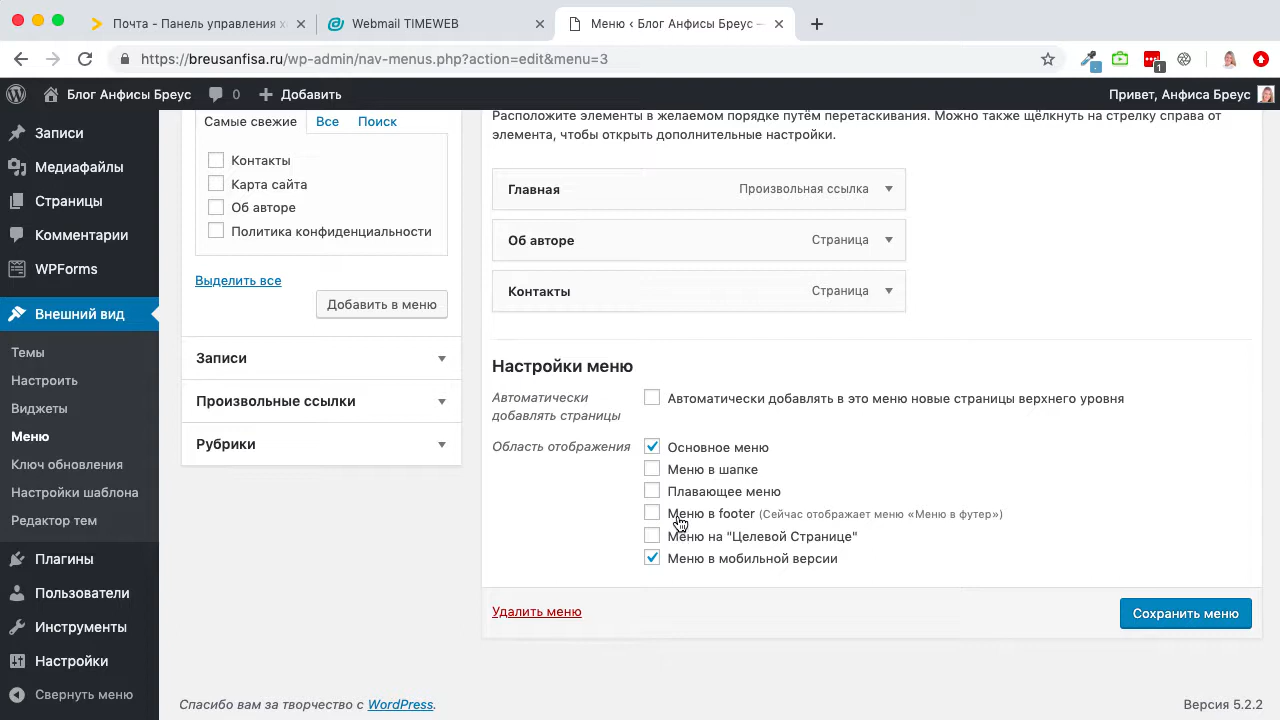 Почта - Панель управления х
Webmail TIMEWEB
Меню ‹ Блог Анфисы Бреус —
https://breusanfisa.ru/wp-admin/nav-menus.php?action=edit&menu=3
1
Блог Анфисы Бреус
0
Добавить
Привет, Анфиса Бреус
Записи
Медиафайлы
Страницы
Комментарии
WPForms
Внешний вид
Темы
Настроить
Виджеты
Меню
Ключ обновления
Настройки шаблона
Редактор тем
Плагины
Пользователи
Инструменты
Настройки
Свернуть меню
Самые свежие
Все
Поиск
Контакты
Карта сайта
Об авторе
Политика конфиденциальности
Выделить все
Добавить в меню
Записи
Произвольные ссылки
Рубрики
Расположите элементы в желаемом порядке путём перетаскивания. Можно также щёлкнуть на стрелку справа от
элемента, чтобы открыть дополнительные настройки.
Главная
Произвольная ссылка
Об авторе
Страница
Контакты
Страница
Настройки меню
Автоматически
добавлять страницы
Автоматически добавлять в это меню новые страницы верхнего уровня
Область отображения
Основное меню
Меню в шапке
Плавающее меню
Меню в footer (Сейчас отображает меню «Меню в футер»)
Меню на "Целевой Странице"
Меню в мобильной версии
Удалить меню
Сохранить меню
Спасибо вам за творчество с WordPress.
Версия 5.2.2